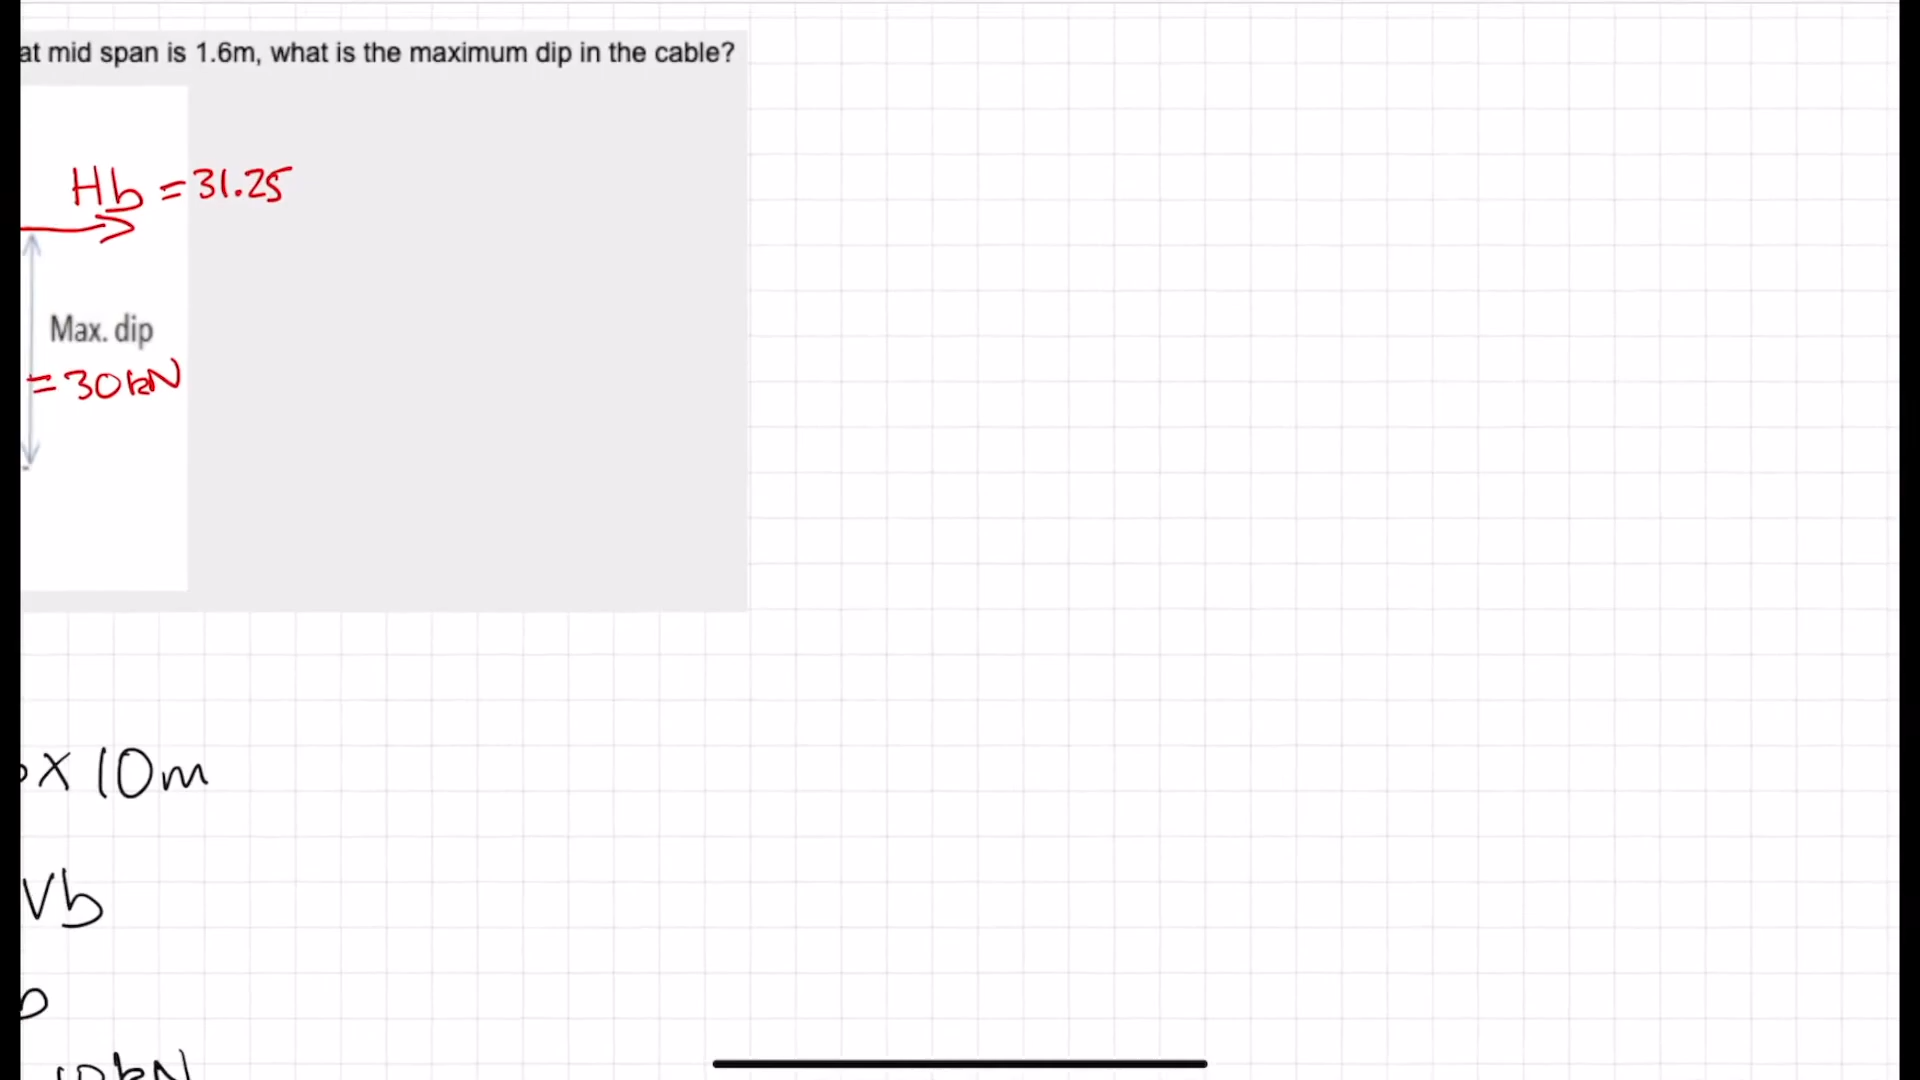 at mid span is 1.6m, what is the maximum dip in the cable?
Hb = 31.25
Max. dip
= 30kN
x 10m
Vb
10kN